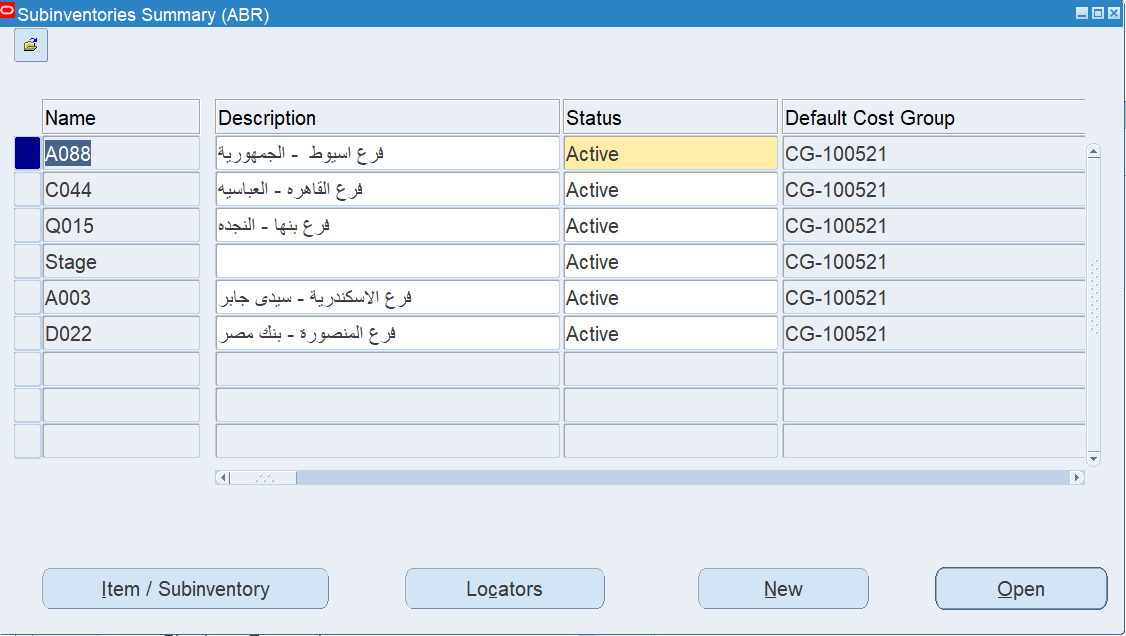 Subinventories Summary (ABR)
Name Description Status Default Cost Group
A088 فرع اسيوط - الجمهورية Active CG-100521
C044 فرع القاهره - العباسيه Active CG-100521
Q015 فرع بنها - النجده Active CG-100521
Stage Active CG-100521
A003 فرع الاسكندرية - سيدى جابر Active CG-100521
D022 فرع المنصورة - بنك مصر Active CG-100521
Item / Subinventory Locators New Open